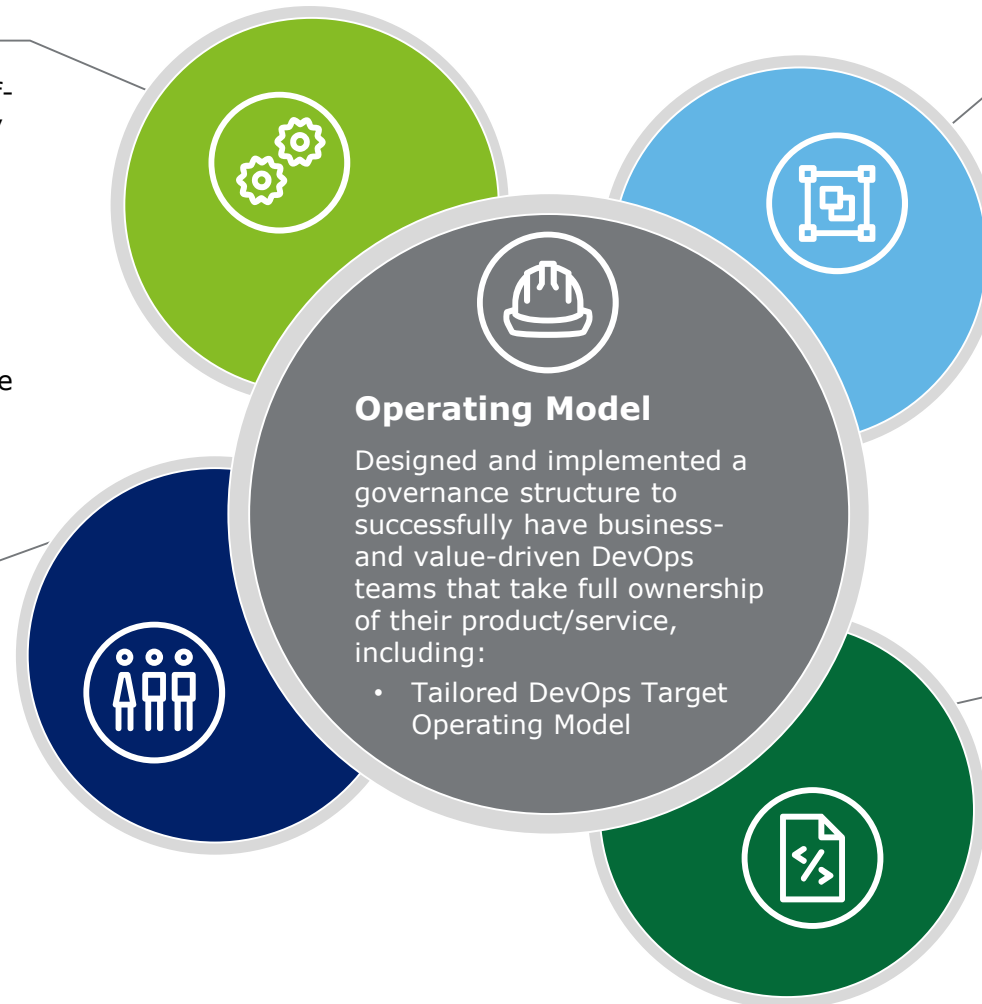 Operating Model
Designed and implemented a
governance structure to
successfully have business-
and value-driven DevOps
teams that take full ownership
of their product/service,
including:
• Tailored DevOps Target
Operating Model